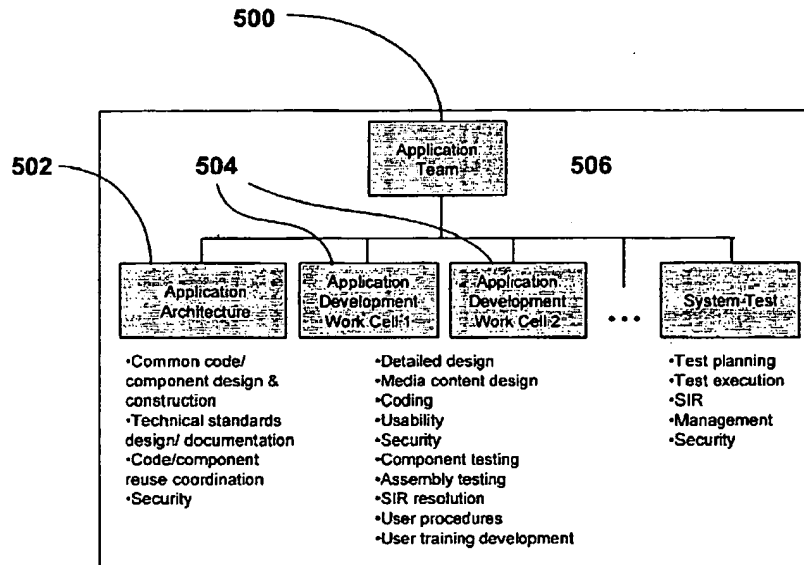 500
502
504
506
Application
Team
Application
Architecture
Application
Development
Work Cell 1
Application
Development
Work Cell 2
...
System Test
•Common code/
component design &
construction
•Technical standards
design/ documentation
•Code/component
reuse coordination
•Security
•Detailed design
•Media content design
•Coding
•Usability
•Security
•Component testing
•Assembly testing
•SIR resolution
•User procedures
•User training development
•Test planning
•Test execution
•SIR
•Management
•Security